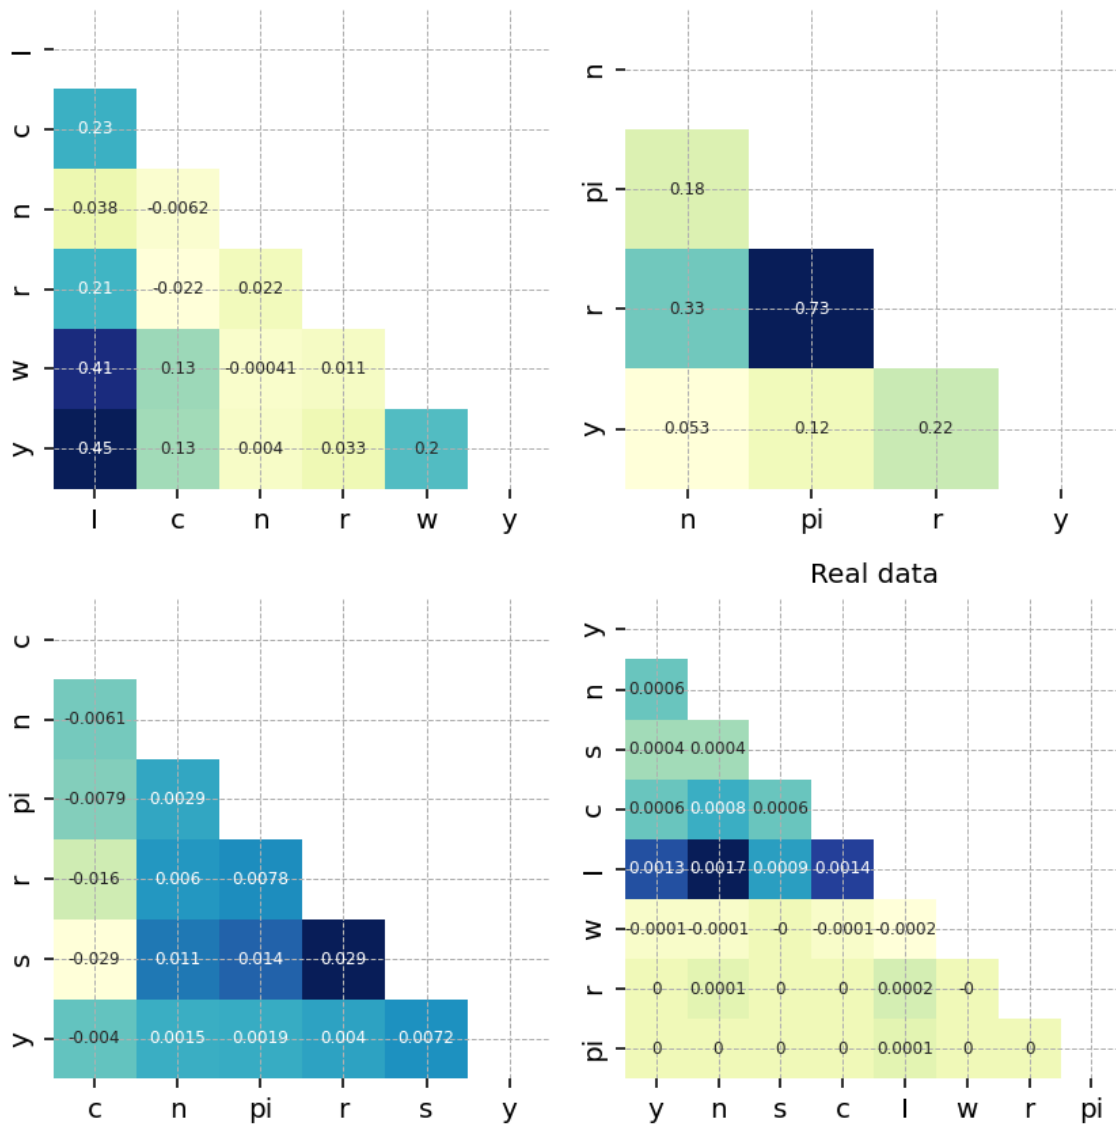 I
c 0.23
n 0.038 -0.0062
r 0.21 -0.022 0.022
w 0.41 0.13 -0.00041 0.011
y 0.45 0.13 0.004 0.033 0.2
I c n r w y
n
pi 0.18
r 0.33 0.73
y 0.053 0.12 0.22
n pi r y
c
n -0.0061
pi -0.0079 0.0029
r -0.016 0.006 0.0078
s -0.029 0.011 0.014 0.029
y -0.004 0.0015 0.0019 0.004 0.0072
c n pi r s y
Real data
y
n 0.0006
s 0.0004 0.0004
c 0.0006 0.0008 0.0006
I 0.0013 0.0017 0.0009 0.0014
w -0.0001 -0.0001 -0 -0.0001 -0.0002
r 0 0.0001 0 0 0.0002 -0
pi 0 0 0 0 0.0001 0 0
y n s c I w r pi